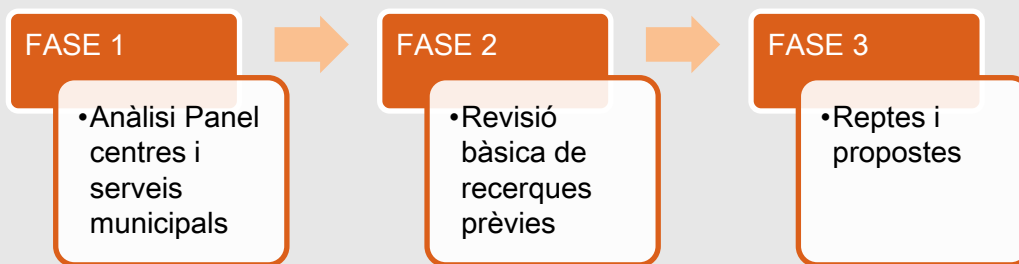 FASE 1
•Anàlisi Panel
centres i
serveis
municipals
FASE 2
•Revisió
bàsica de
recerques
prèvies
FASE 3
•Reptes i
propostes